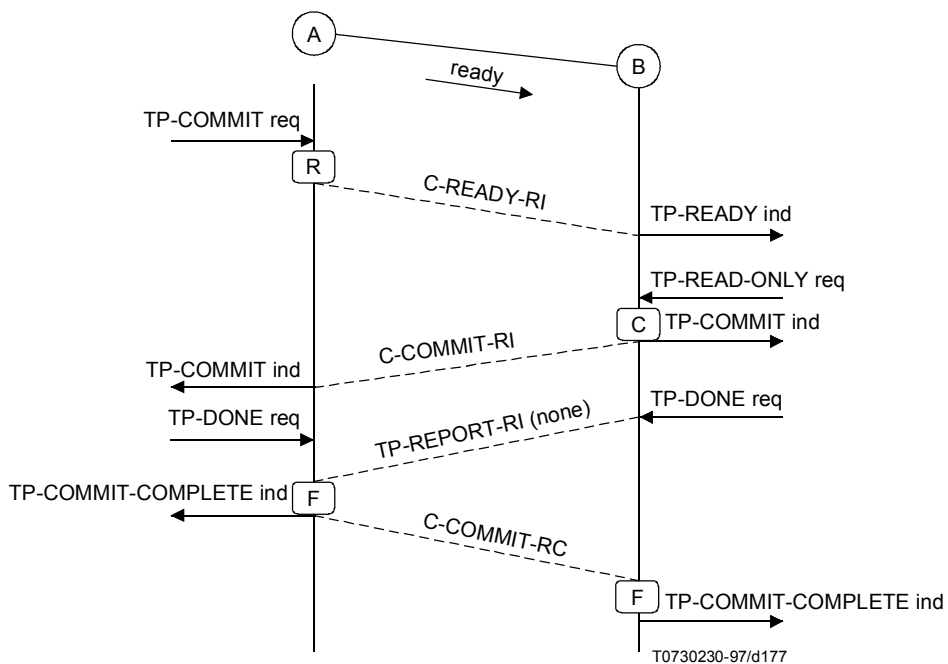 A
B
ready
TP-COMMIT req
R
C-READY-RI
TP-READY ind
TP-READ-ONLY req
C
TP-COMMIT ind
C-COMMIT-RI
TP-COMMIT ind
TP-DONE req
TP-DONE req
TP-REPORT-RI (none)
TP-COMMIT-COMPLETE ind
F
C-COMMIT-RC
F
TP-COMMIT-COMPLETE ind
T0730230-97/d177